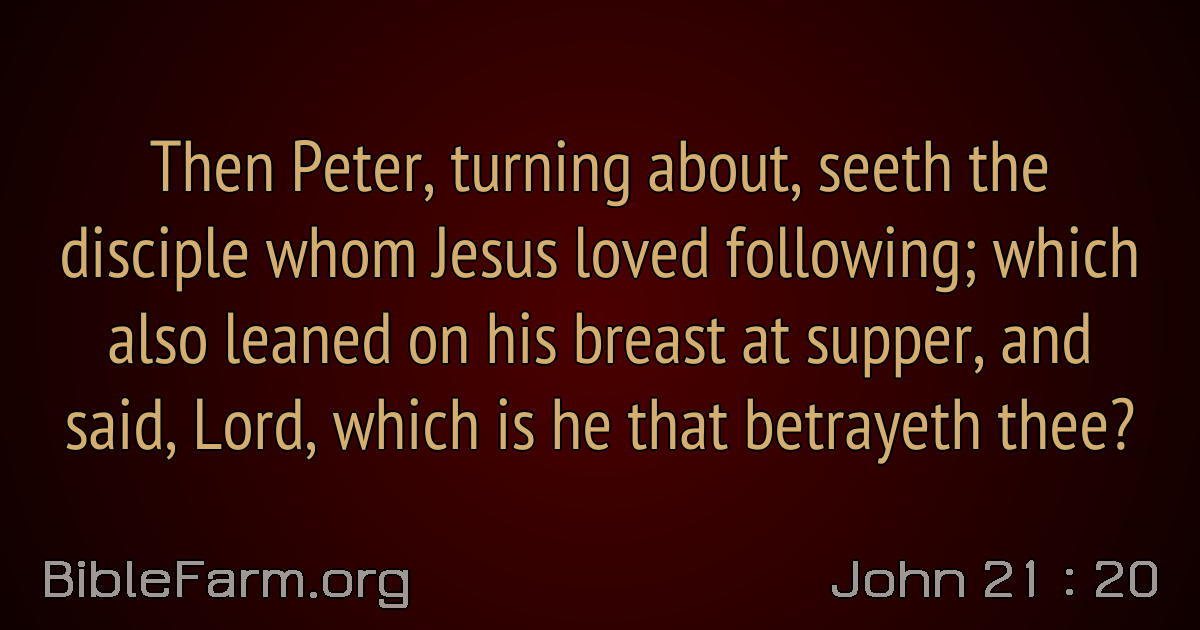 Then Peter, turning about, seeth the
disciple whom Jesus loved following; which
also leaned on his breast at supper, and
said, Lord, which is he that betrayeth thee?
BibleFarm.org
John 21 : 20